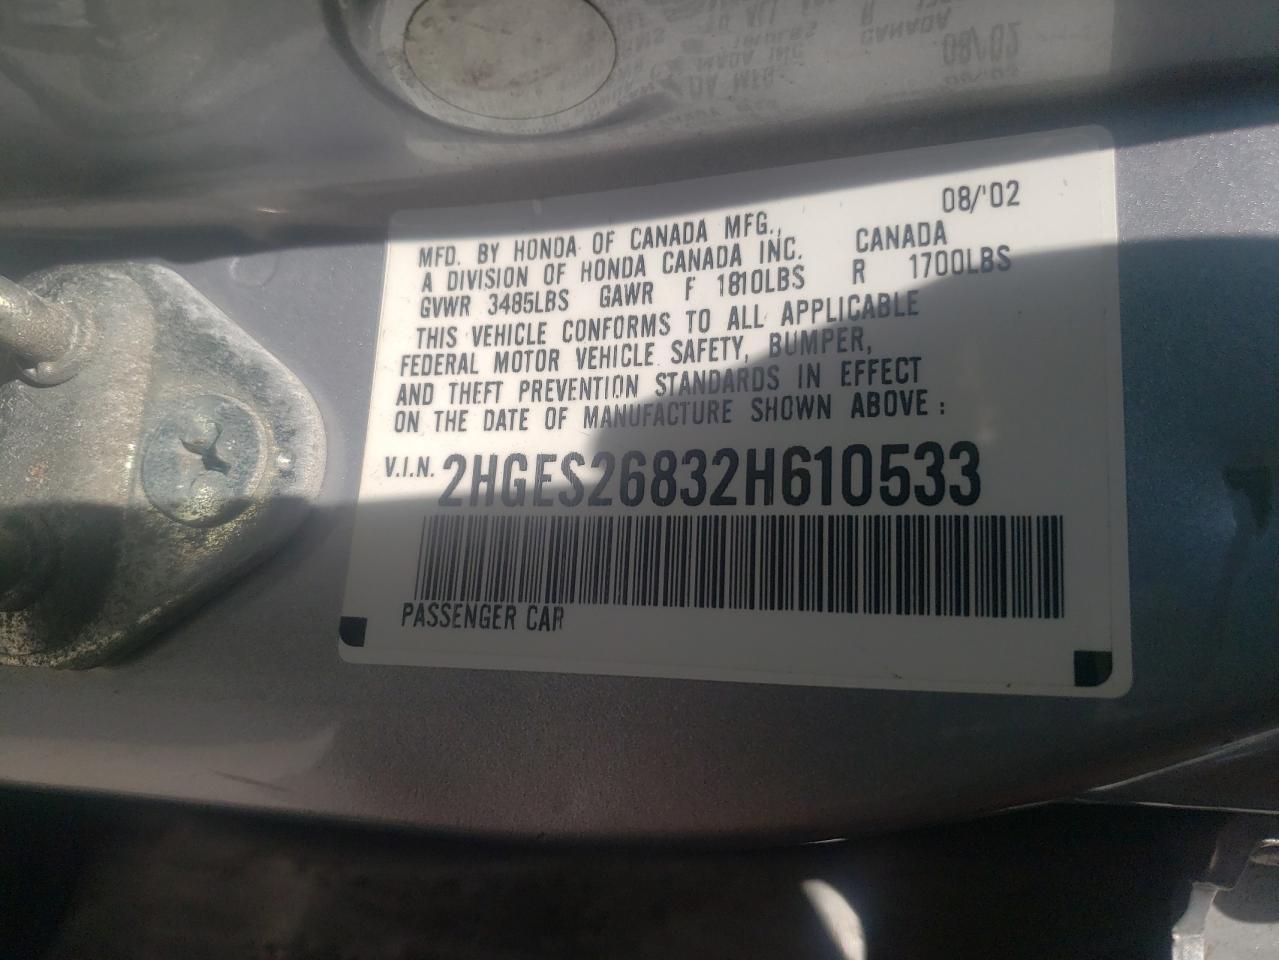 08/'02
MFD. BY HONDA OF CANADA MFG., CANADA
A DIVISION OF HONDA CANADA INC.
GVWR 3485LBS GAWR F 1810LBS R 1700LBS
THIS VEHICLE CONFORMS TO ALL APPLICABLE
FEDERAL MOTOR VEHICLE SAFETY, BUMPER,
AND THEFT PREVENTION STANDARDS IN EFFECT
ON THE DATE OF MANUFACTURE SHOWN ABOVE:
V.I.N. 2HGES26832H610533
PASSENGER CAR